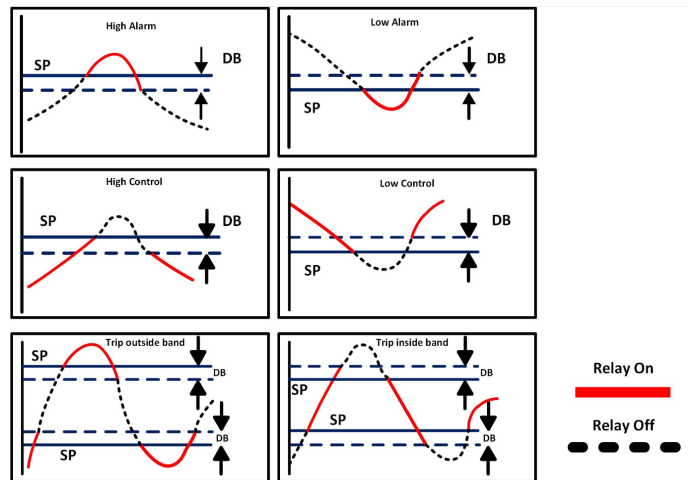 High Alarm
SP
DB
Low Alarm
DB
SP
High Control
SP
DB
Low Control
DB
SP
Trip outside band
SP
DB
DB
SP
Trip inside band
DB
SP
SP
DB
Relay On
Relay Off